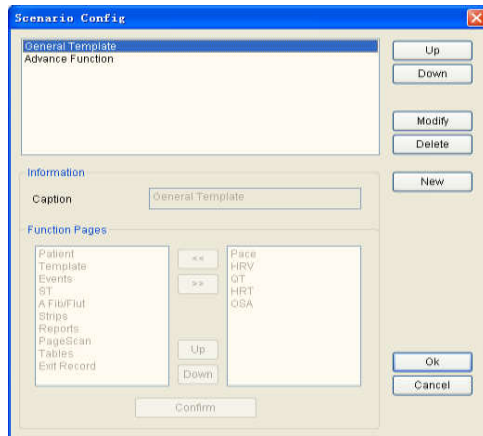 Scenario Config
General Template
Advance Function
Up
Down
Modify
Delete
New
Information
Caption
General Template
Function Pages
Patient
Template
Events
ST
A Fib/Flut
Strips
Reports
PageScan
Tables
Exit Record
<<
>>
Up
Down
Pace
HRV
QT
HRT
OSA
Confirm
Ok
Cancel